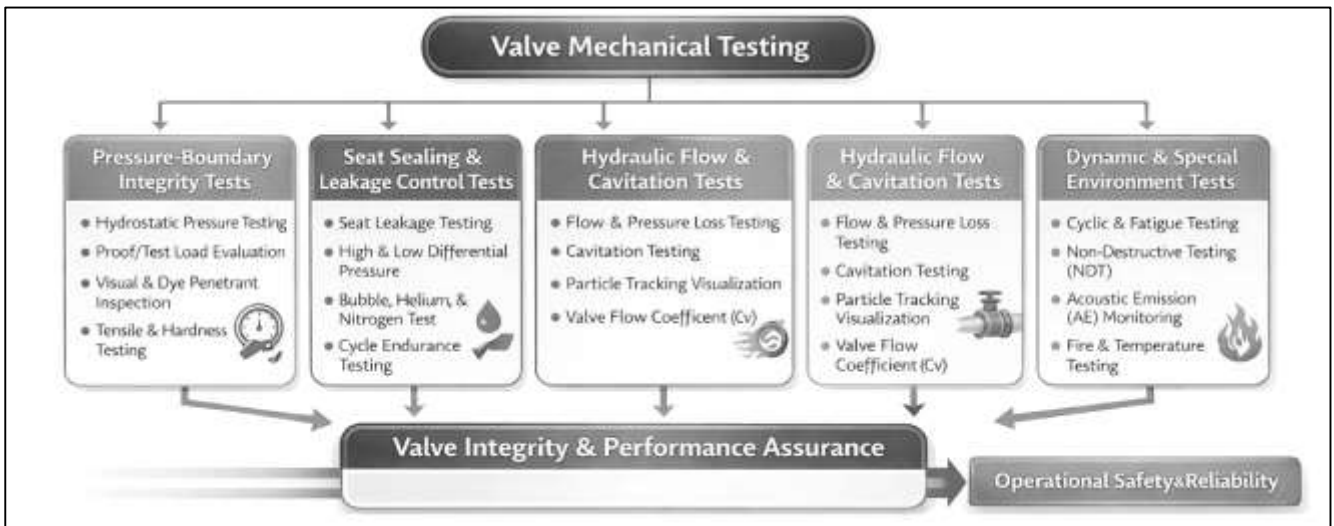 Valve Mechanical Testing
Pressure-Boundary
Integrity Tests
• Hydrostatic Pressure Testing
• Proof/Test Load Evaluation
• Visual & Dye Penetrant
Inspection
• Tensile & Hardness
Testing
Seat Sealing &
Leakage Control Tests
• Seat Leakage Testing
• High & Low Differential
Pressure
• Bubble, Helium, &
Nitrogen Test
• Cycle Endurance
Testing
Hydraulic Flow &
Cavitation Tests
• Flow & Pressure Loss Testing
• Cavitation Testing
• Particle Tracking Visualization
• Valve Flow Coefficent (Cv)
Hydraulic Flow
& Cavitation Tests
• Flow & Pressure Loss
Testing
• Cavitation Testing
• Particle Tracking
Visualization
• Valve Flow
Coefficient (Cv)
Dynamic & Special
Environment Tests
• Cyclic & Fatigue Testing
• Non-Destructive Testing
(NDT)
• Acoustic Emission
(AE) Monitoring
• Fire & Temperature
Testing
Valve Integrity & Performance Assurance
Operational Safety&Reliability